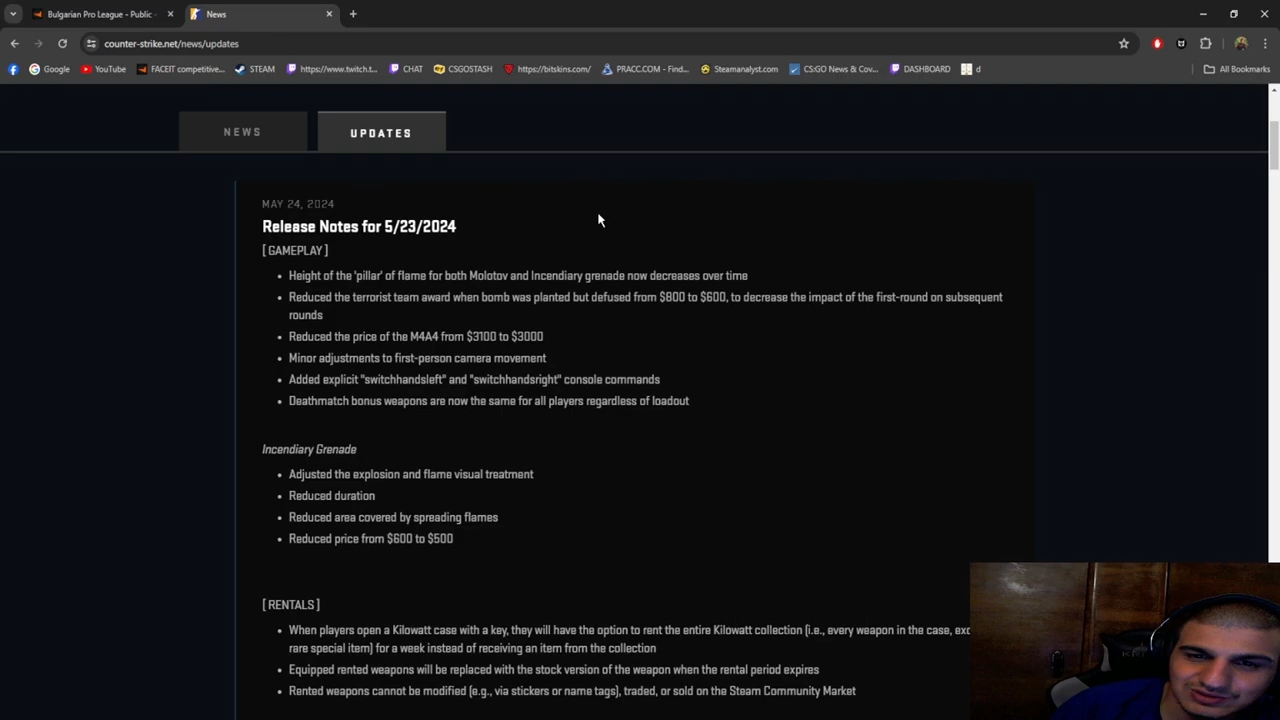 Bulgarian Pro League - Public
News
counter-strike.net/news/updates
Google
YouTube
FACEIT competitive...
STEAM
https://www.twitch.t...
CHAT
CSGOSTASH
https://bitskins.com/
PRACC.COM - Find...
Steamanalyst.com
CS:GO News & Cov...
DASHBOARD
d
All Bookmarks
NEWS
UPDATES
MAY 24, 2024
Release Notes for 5/23/2024
[ GAMEPLAY ]
• Height of the 'pillar' of flame for both Molotov and Incendiary grenade now decreases over time
• Reduced the terrorist team award when bomb was planted but defused from $800 to $600, to decrease the impact of the first-round on subsequent
rounds
• Reduced the price of the M4A4 from $3100 to $3000
• Minor adjustments to first-person camera movement
• Added explicit "switchhandsleft" and "switchhandsright" console commands
• Deathmatch bonus weapons are now the same for all players regardless of loadout
Incendiary Grenade
• Adjusted the explosion and flame visual treatment
• Reduced duration
• Reduced area covered by spreading flames
• Reduced price from $600 to $500
[ RENTALS ]
• When players open a Kilowatt case with a key, they will have the option to rent the entire Kilowatt collection (i.e., every weapon in the case,
rare special item) for a week instead of receiving an item from the collection
• Equipped rented weapons will be replaced with the stock version of the weapon when the rental period expires
• Rented weapons cannot be modified (e.g., via stickers or name tags), traded, or sold on the Steam Community Market